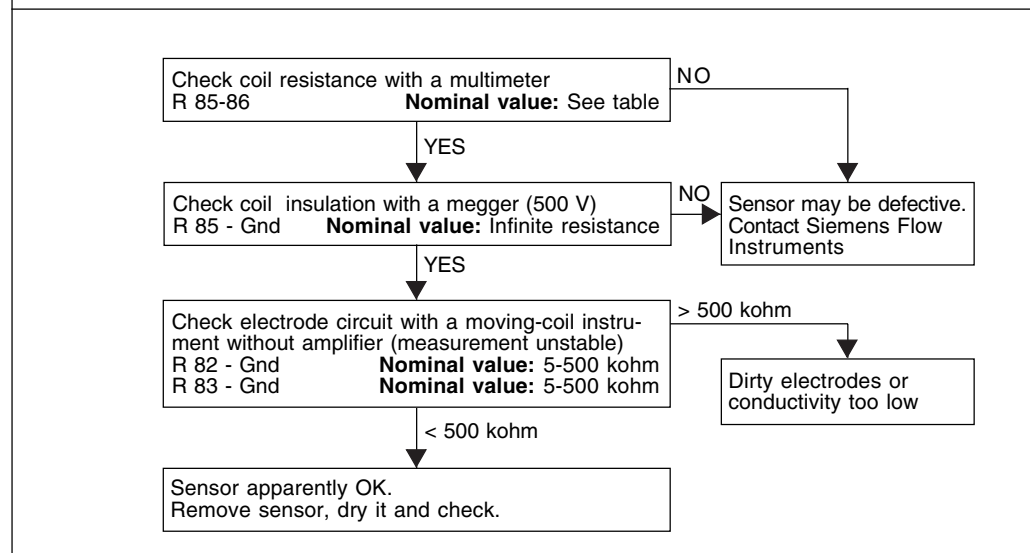 Check coil resistance with a multimeter
R 85-86 Nominal value: See table
NO
YES
Check coil insulation with a megger (500 V)
R 85 - Gnd Nominal value: Infinite resistance
NO
Sensor may be defective.
Contact Siemens Flow
Instruments
YES
Check electrode circuit with a moving-coil instru-
ment without amplifier (measurement unstable)
R 82 - Gnd Nominal value: 5-500 kohm
R 83 - Gnd Nominal value: 5-500 kohm
> 500 kohm
Dirty electrodes or
conductivity too low
< 500 kohm
Sensor apparently OK.
Remove sensor, dry it and check.